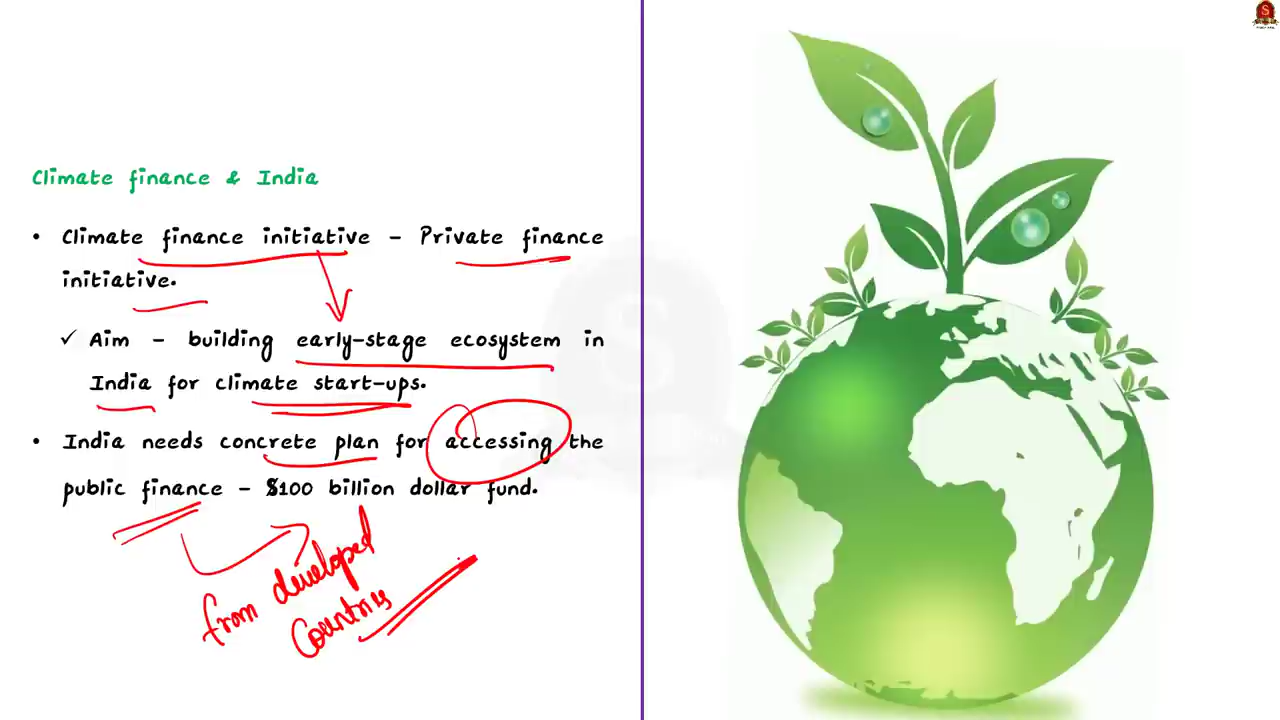 Climate finance & India
• Climate finance initiative – Private finance
initiative.
✓ Aim – building early-stage ecosystem in
India for climate start-ups.
• India needs concrete plan for accessing the
public finance – $100 billion dollar fund.
from developed
Countries